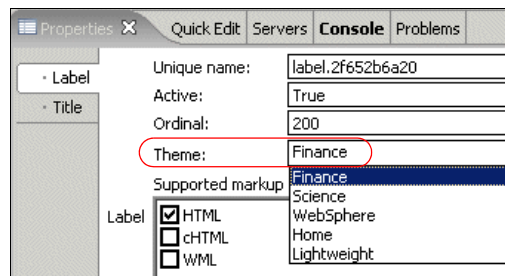 Properties Quick Edit Servers Console Problems
Label
Title
Unique name: label.2f652b6a20
Active: True
Ordinal: 200
Theme: Finance
Finance
Science
WebSphere
Home
Lightweight
Supported markup
Label
HTML
cHTML
WML